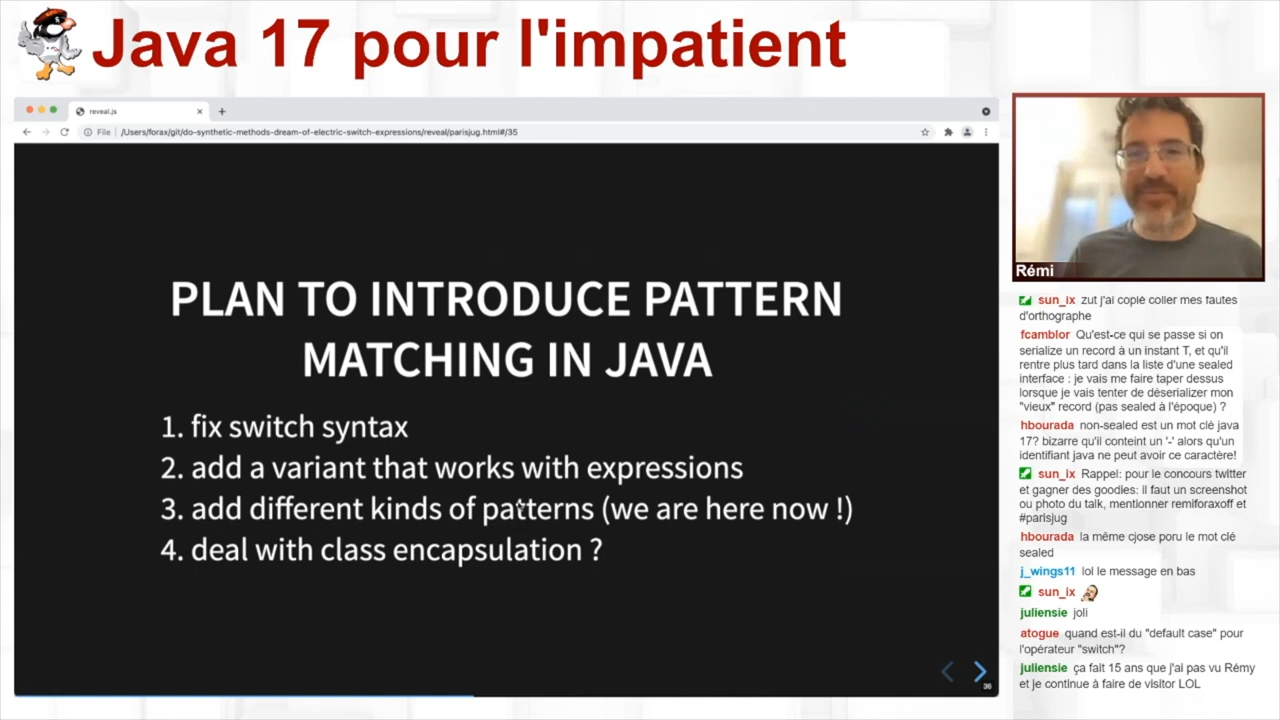 Java 17 pour l'impatient
reveal.js
File
/Users/forax/git/do-synthetic-methods-dream-of-electric-switch-expressions/reveal/parisjug.html#/35
PLAN TO INTRODUCE PATTERN
MATCHING IN JAVA
1. fix switch syntax
2. add a variant that works with expressions
3. add different kinds of patterns (we are here now !)
4. deal with class encapsulation ?
36
Rémi
sun_ix zut j'ai copié coller mes fautes
d'orthographe
fcamblor Qu'est-ce qui se passe si on
serialize un record à un instant T, et qu'il
rentre plus tard dans la liste d'une sealed
interface : je vais me faire taper dessus
lorsque je vais tenter de déserializer mon
"vieux" record (pas sealed à l'époque) ?
hbourada non-sealed est un mot clé java
17? bizarre qu'il conteint un '-' alors qu'un
identifiant java ne peut avoir ce caractère!
sun_ix Rappel: pour le concours twitter
et gagner des goodies: il faut un screenshot
ou photo du talk, mentionner remiforaxoff et
#parisjug
hbourada la même cjose poru le mot clé
sealed
j_wings11 lol le message en bas
sun_ix
juliensie joli
atogue quand est-il du "default case" pour
l'opérateur "switch"?
juliensie ça fait 15 ans que j'ai pas vu Rémy
et je continue à faire de visitor LOL